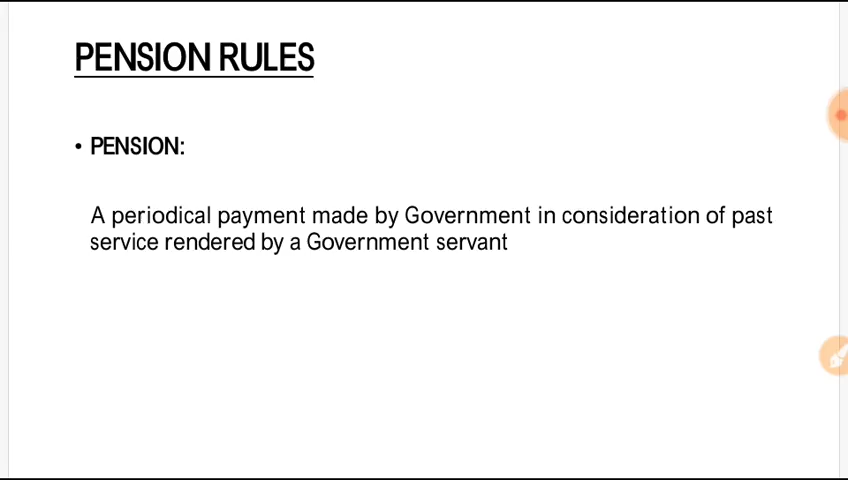 PENSION RULES
• PENSION:
A periodical payment made by Government in consideration of past
service rendered by a Government servant